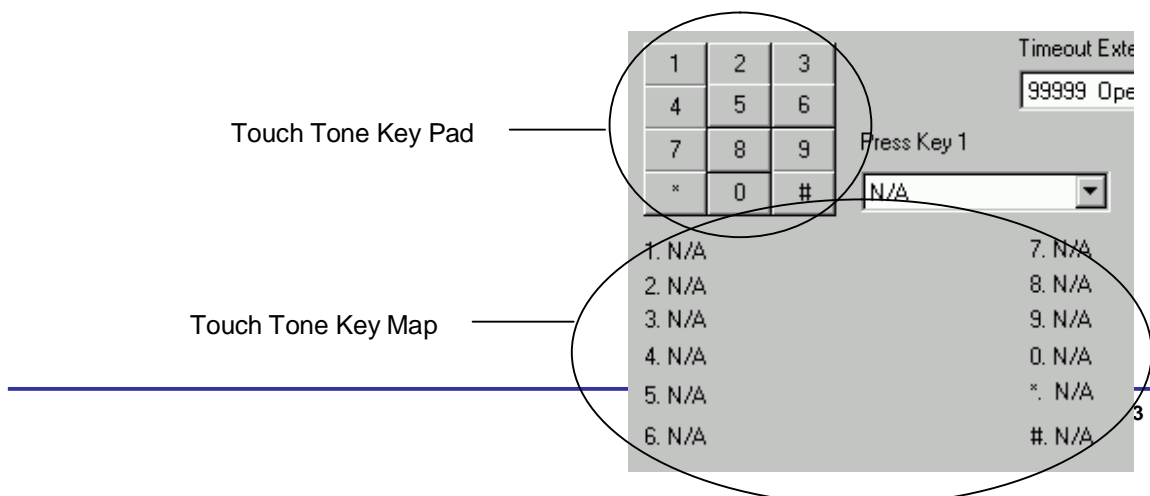 Timeout Exte
1 2 3
99999 Ope
4 5 6
Touch Tone Key Pad
Press Key 1
7 8 9
* 0 #
N/A
1. N/A 7. N/A
2. N/A 8. N/A
Touch Tone Key Map
3. N/A 9. N/A
4. N/A 0. N/A
5. N/A *. N/A
3
6. N/A #. N/A